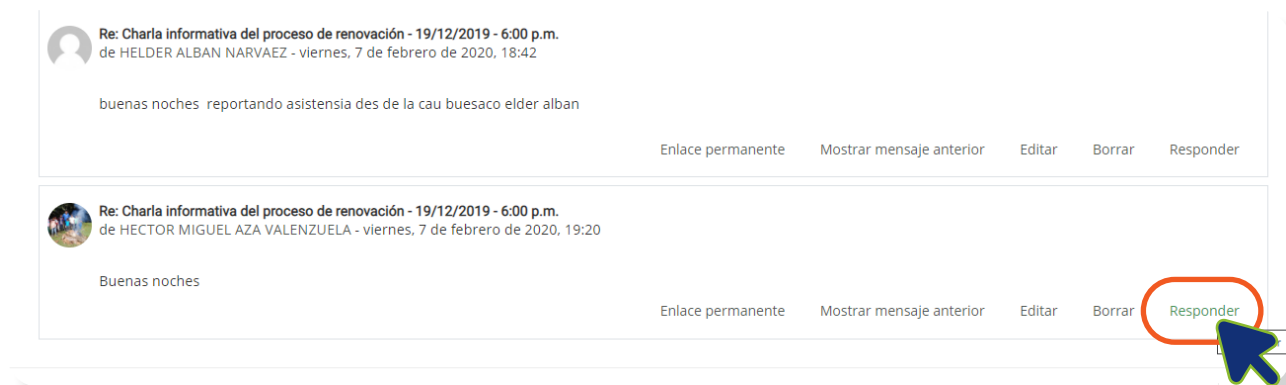 Re: Charla informativa del proceso de renovación - 19/12/2019 - 6:00 p.m.
de HELDER ALBAN NARVAEZ - viernes, 7 de febrero de 2020, 18:42
buenas noches reportando asistensia des de la cau buesaco elder alban
Enlace permanente Mostrar mensaje anterior Editar Borrar Responder
Re: Charla informativa del proceso de renovación - 19/12/2019 - 6:00 p.m.
de HECTOR MIGUEL AZA VALENZUELA - viernes, 7 de febrero de 2020, 19:20
Buenas noches
Enlace permanente Mostrar mensaje anterior Editar Borrar Responder